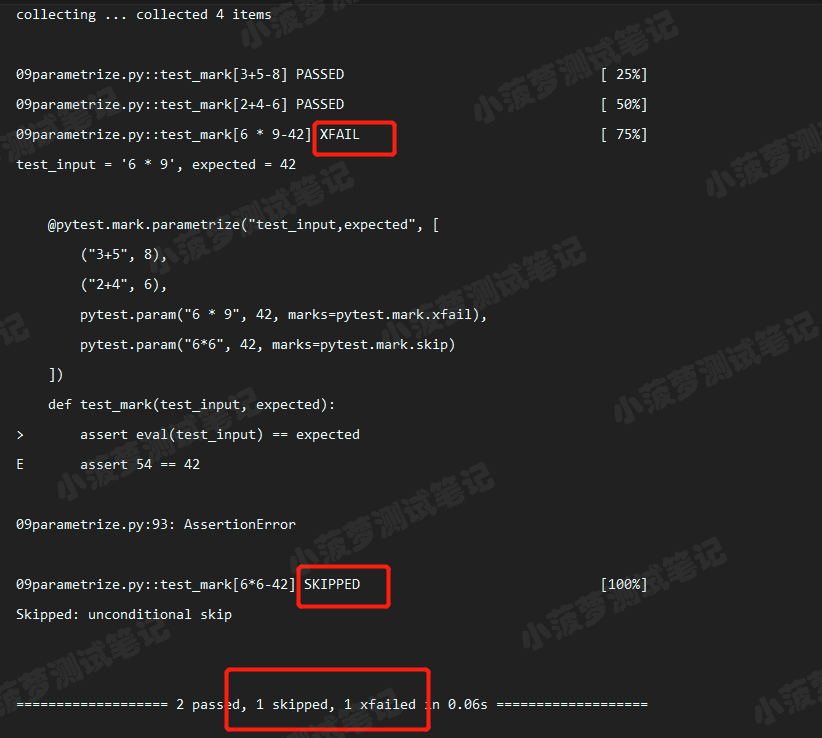 collecting ... collected 4 items
09parametrize.py::test_mark[3+5-8] PASSED [ 25%]
09parametrize.py::test_mark[2+4-6] PASSED [ 50%]
09parametrize.py::test_mark[6 * 9-42] XFAIL [ 75%]
test_input = '6 * 9', expected = 42
@pytest.mark.parametrize("test_input,expected", [
("3+5", 8),
("2+4", 6),
pytest.param("6 * 9", 42, marks=pytest.mark.xfail),
pytest.param("6*6", 42, marks=pytest.mark.skip)
])
def test_mark(test_input, expected):
> assert eval(test_input) == expected
E assert 54 == 42
09parametrize.py:93: AssertionError
09parametrize.py::test_mark[6*6-42] SKIPPED [100%]
Skipped: unconditional skip
=================== 2 passed, 1 skipped, 1 xfailed in 0.06s ===================
小菠萝测试笔记